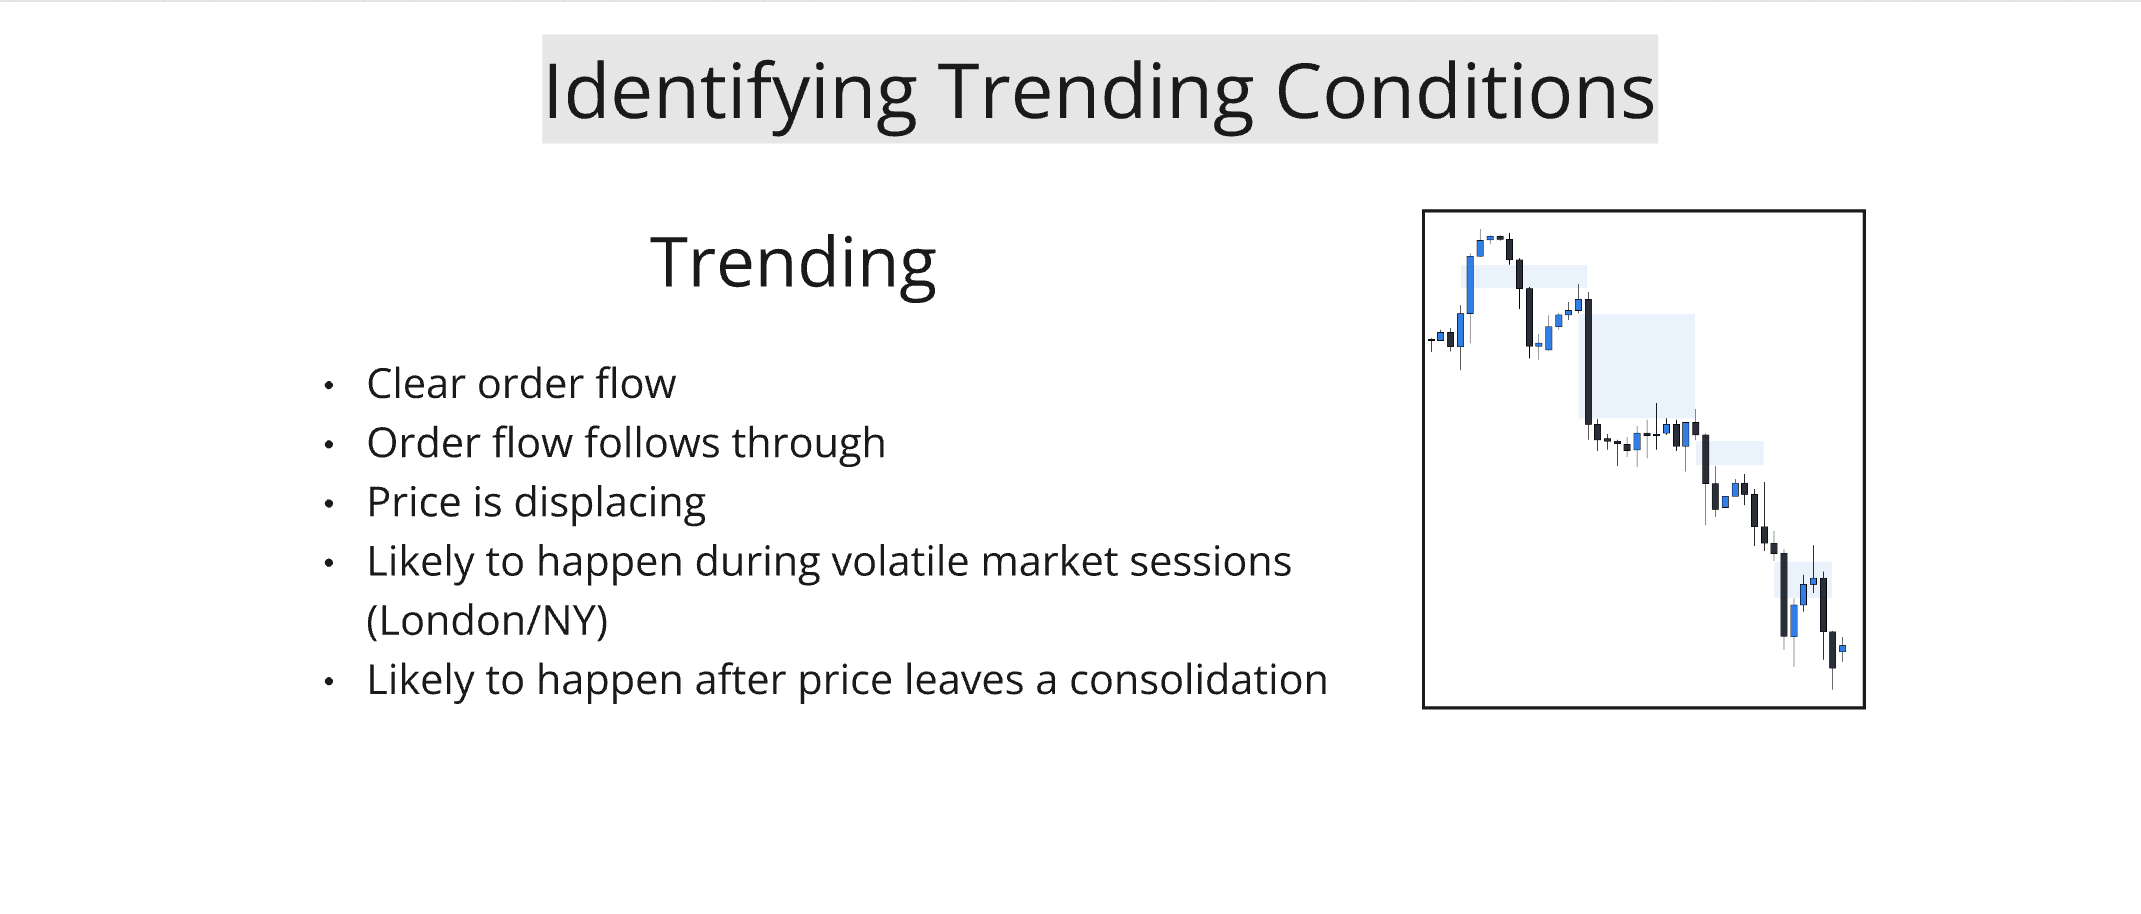 Identifying Trending Conditions
Trending
• Clear order flow
• Order flow follows through
• Price is displacing
• Likely to happen during volatile market sessions
(London/NY)
• Likely to happen after price leaves a consolidation